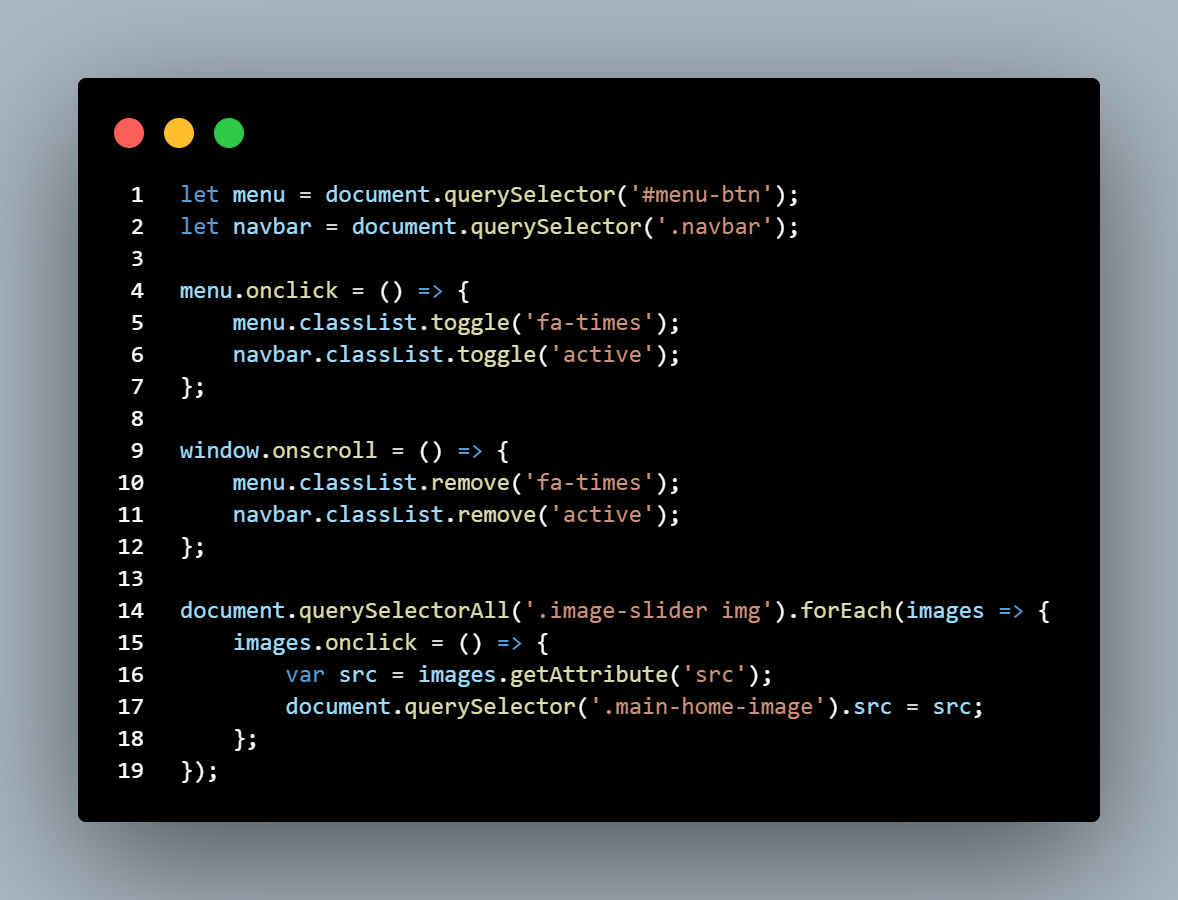 1 let menu = document.querySelector('#menu-btn');
2 let navbar = document.querySelector('.navbar');
3
4 menu.onclick = () => {
5     menu.classList.toggle('fa-times');
6     navbar.classList.toggle('active');
7 };
8
9 window.onscroll = () => {
10     menu.classList.remove('fa-times');
11     navbar.classList.remove('active');
12 };
13
14 document.querySelectorAll('.image-slider img').forEach(images => {
15     images.onclick = () => {
16         var src = images.getAttribute('src');
17         document.querySelector('.main-home-image').src = src;
18     };
19 });